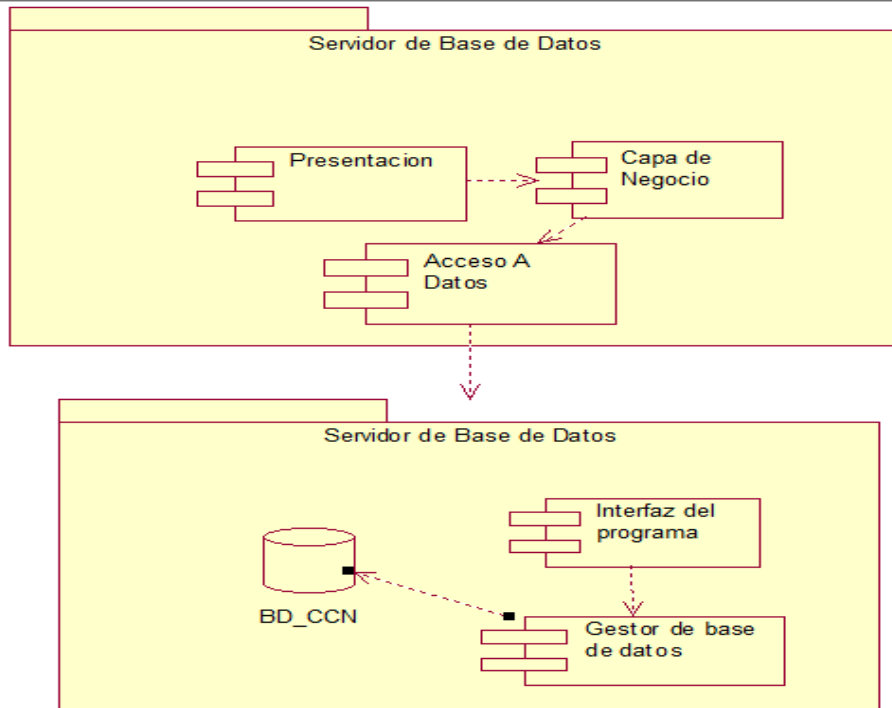 Servidor de Base de Datos
Presentacion
Capa de
Negocio
Acceso A
Datos
Servidor de Base de Datos
Interfaz del
programa
BD_CCN
Gestor de base
de datos